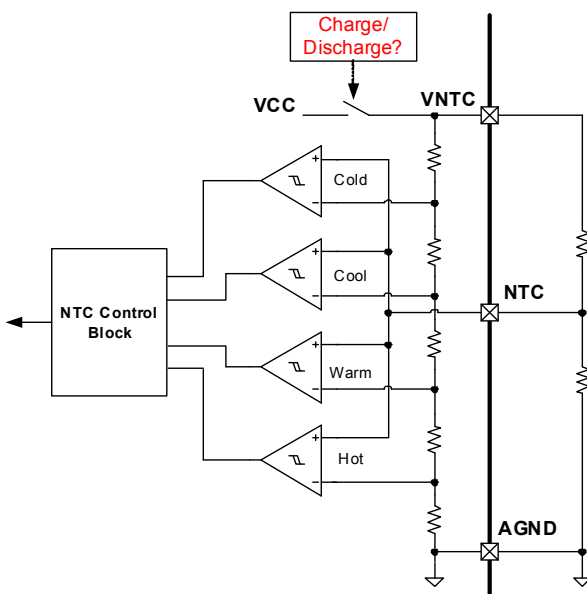 Charge/
Discharge?
VCC
VNTC
+
Cold
−
+
Cool
−
NTC Control
Block
NTC
+
Warm
−
+
Hot
−
AGND